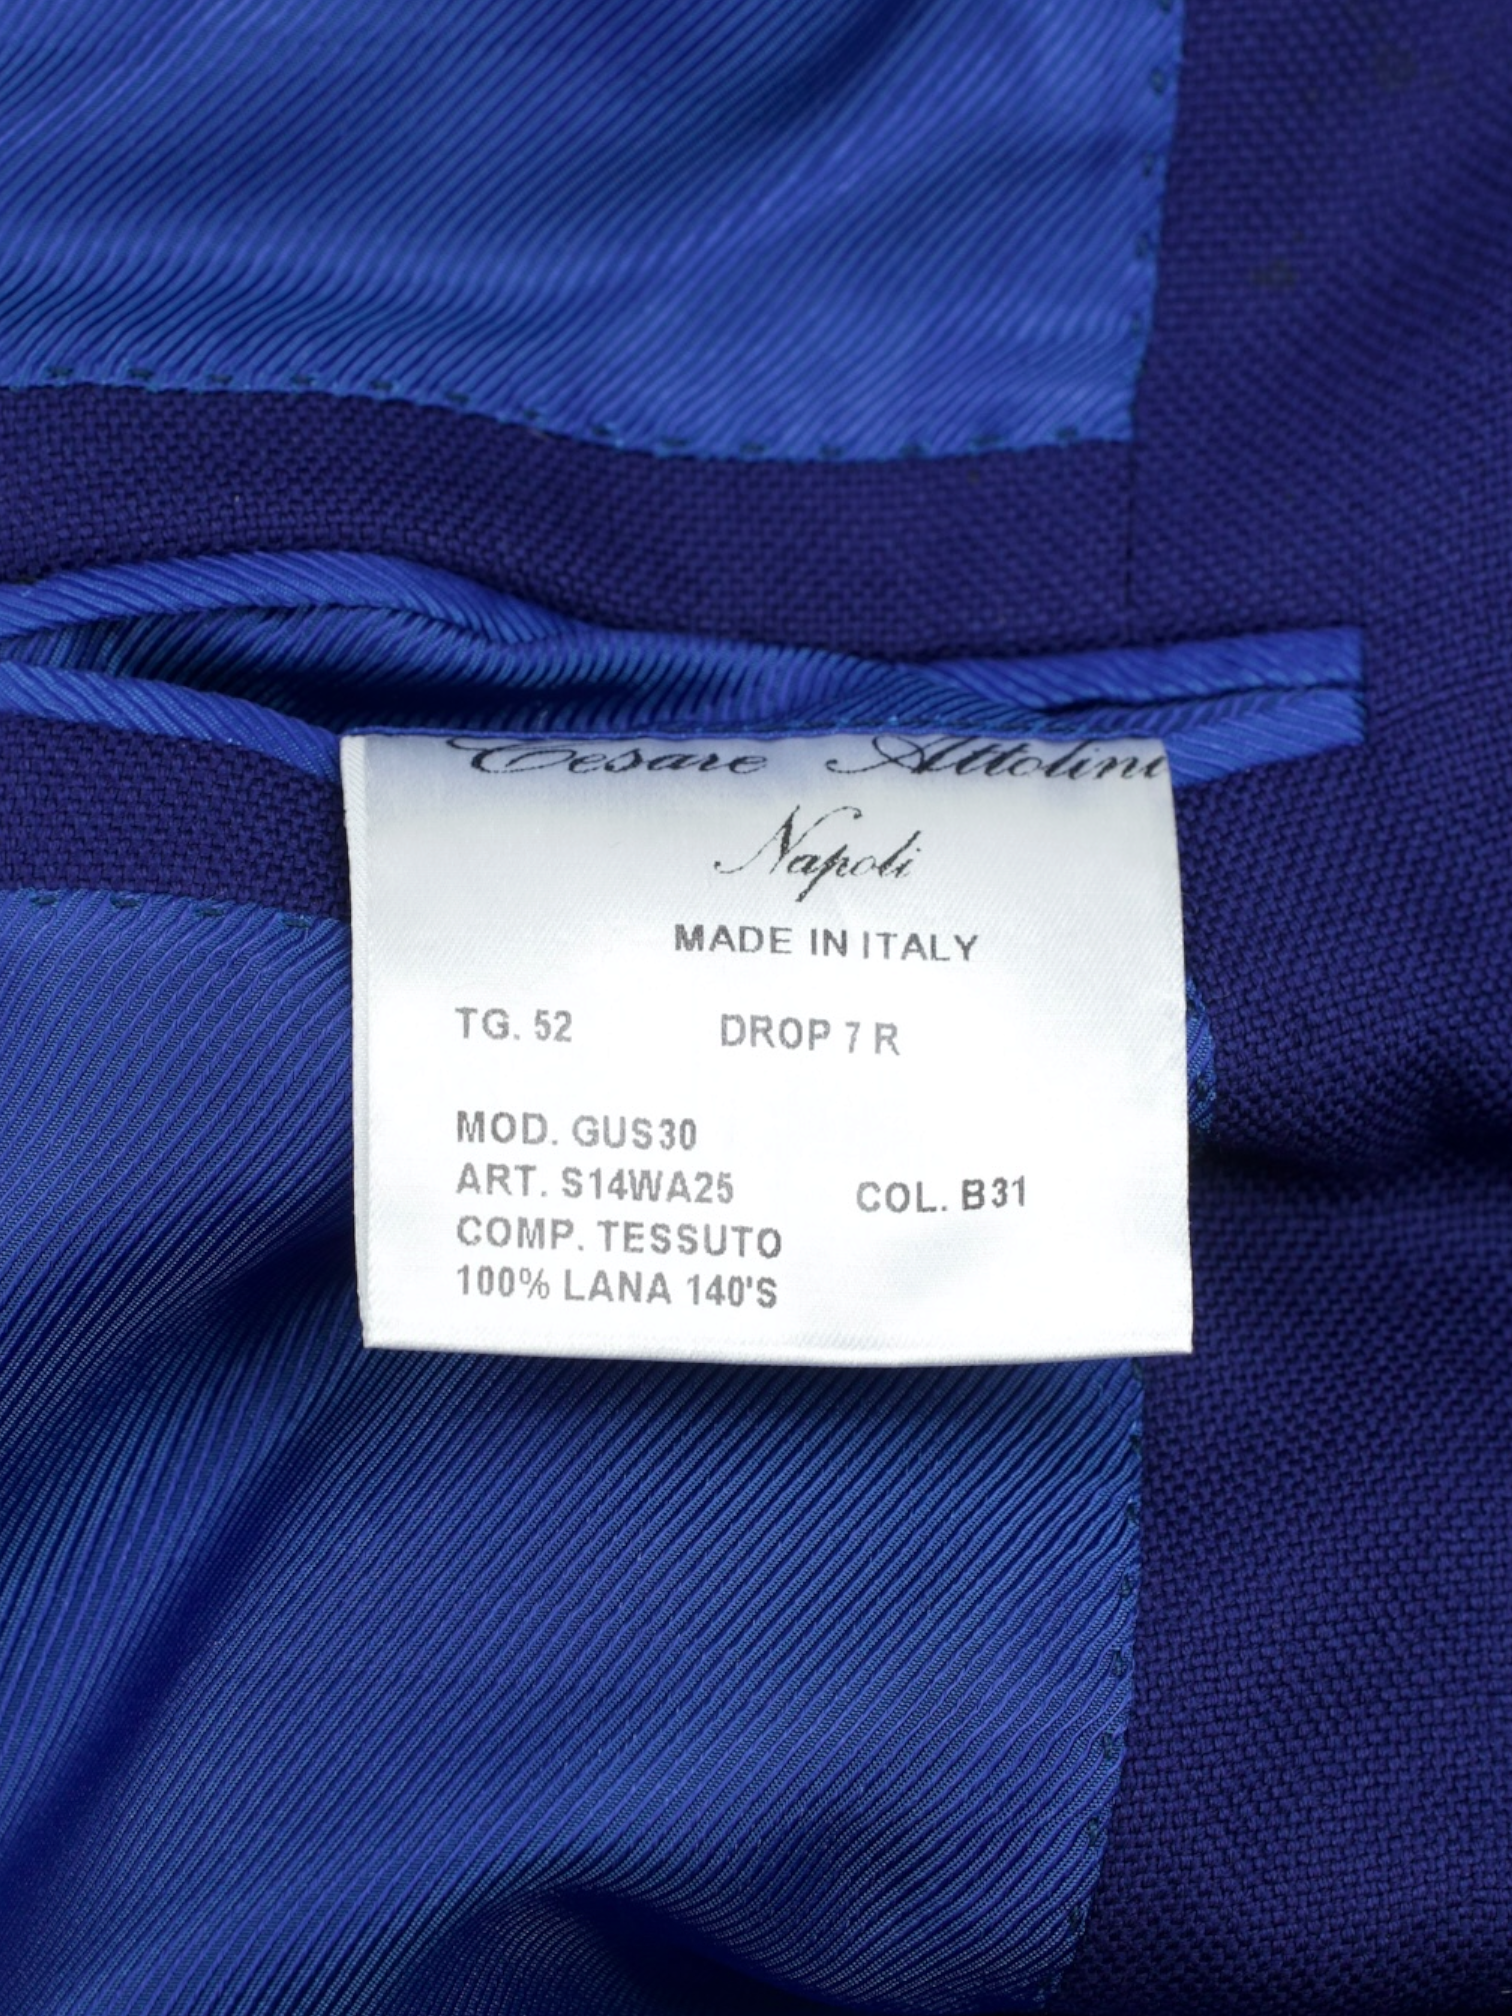 Cesare Attolini
Napoli
MADE IN ITALY
TG. 52 DROP 7 R
MOD. GUS30
ART. S14WA25 COL. B31
COMP. TESSUTO
100% LANA 140'S